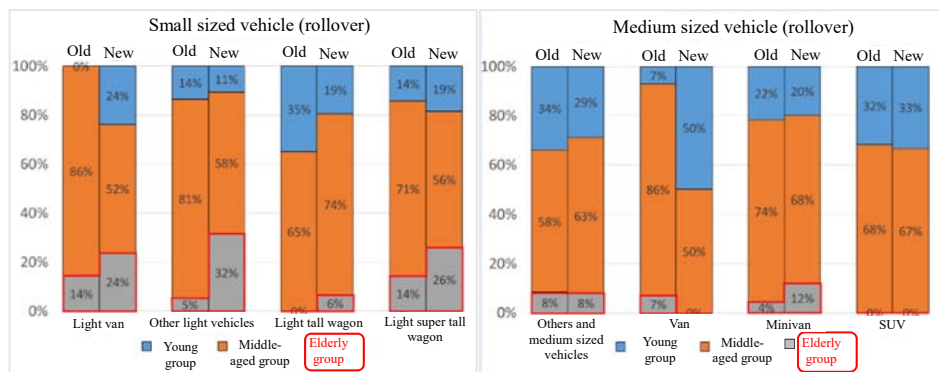 Small sized vehicle (rollover)
Old New Old New Old New Old New
100%
80%
60%
40%
20%
0%
0% 24% 14% 11% 35% 19% 14% 19%
86% 52% 81% 58% 65% 74% 71% 56%
14% 24% 5% 32% 0% 6% 14% 26%
Light van Other light vehicles Light tall wagon Light super tall
wagon
Young Middle- Elderly
group aged group group
Medium sized vehicle (rollover)
Old New Old New Old New Old New
100%
80%
60%
40%
20%
0%
34% 29% 7% 50% 22% 20% 32% 33%
58% 63% 86% 50% 74% 68% 68% 67%
8% 8% 7% 0% 4% 12% 0% 0%
Others and Van Minivan SUV
medium sized
vehicles
Young Middle- Elderly
group aged group group